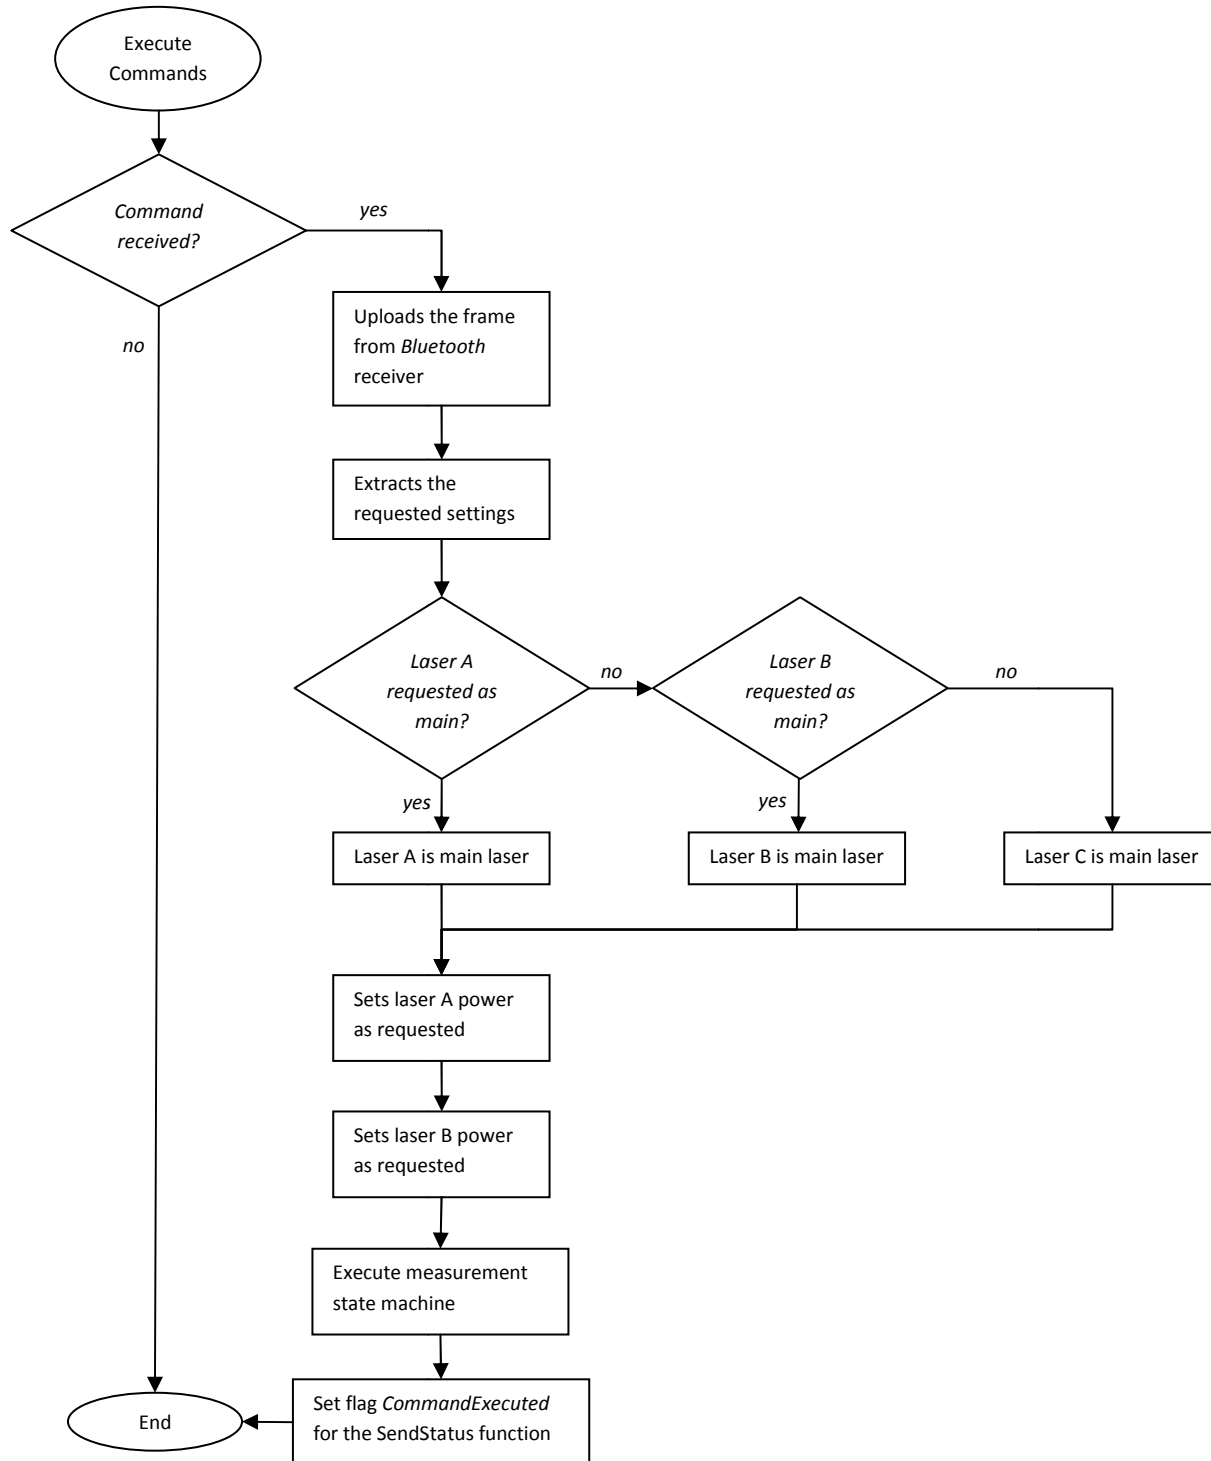 Execute
Commands
Command
received?
yes
no
Uploads the frame
from Bluetooth
receiver
Extracts the
requested settings
Laser A
requested as
main?
no
Laser B
requested as
main?
no
yes
yes
Laser A is main laser
Laser B is main laser
Laser C is main laser
Sets laser A power
as requested
Sets laser B power
as requested
Execute measurement
state machine
Set flag CommandExecuted
for the SendStatus function
End